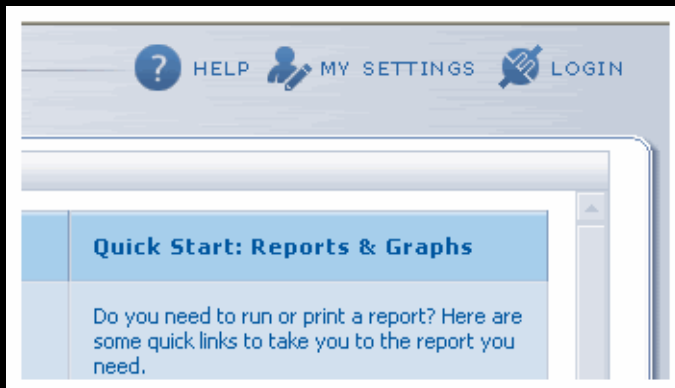 ? HELP MY SETTINGS LOGIN
Quick Start: Reports & Graphs
Do you need to run or print a report? Here are
some quick links to take you to the report you
need.